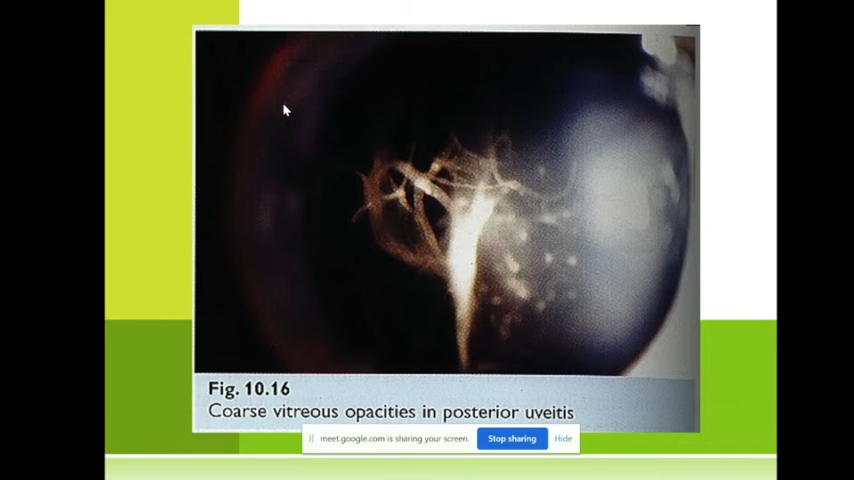 Fig. 10.16
Coarse vitreous opacities in posterior uveitis
meet.google.com is sharing your screen. Stop sharing Hide